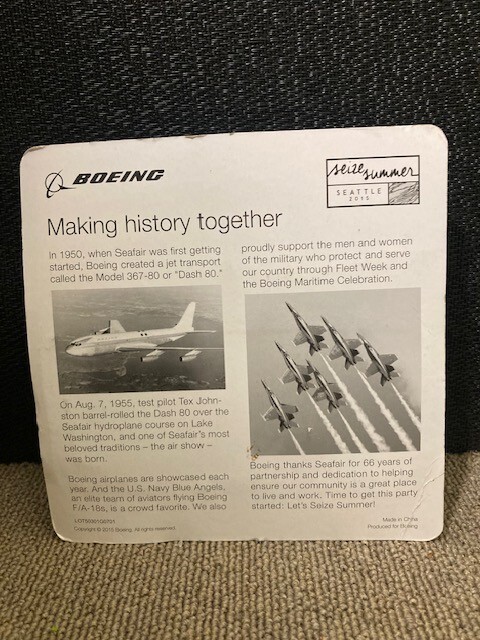 BOEING
seize summer
SEATTLE
2015
Making history together
In 1950, when Seafair was first getting
started, Boeing created a jet transport
called the Model 367-80 or "Dash 80."
On Aug. 7, 1955, test pilot Tex John-
ston barrel-rolled the Dash 80 over the
Seafair hydroplane course on Lake
Washington, and one of Seafair's most
beloved traditions – the air show –
was born.
Boeing airplanes are showcased each
year. And the U.S. Navy Blue Angels,
an elite team of aviators flying Boeing
F/A-18s, is a crowd favorite. We also
proudly support the men and women
of the military who protect and serve
our country through Fleet Week and
the Boeing Maritime Celebration.
Boeing thanks Seafair for 66 years of
partnership and dedication to helping
ensure our community is a great place
to live and work. Time to get this party
started: Let's Seize Summer!
Copyright © 2015 Boeing. All rights reserved.
Made in China
Produced for Boeing